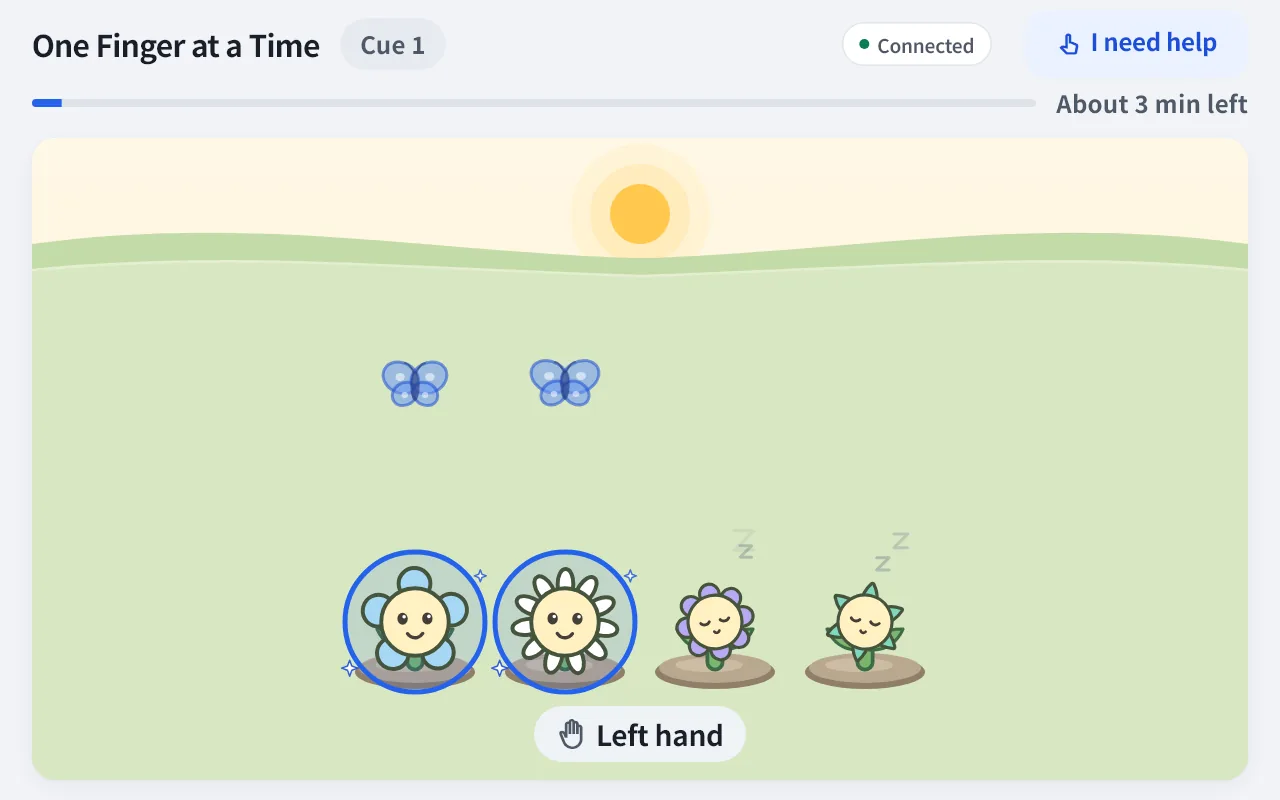 One Finger at a Time
Cue 1
Connected
I need help
About 3 min left
Z
Z
Z
Z
Left hand